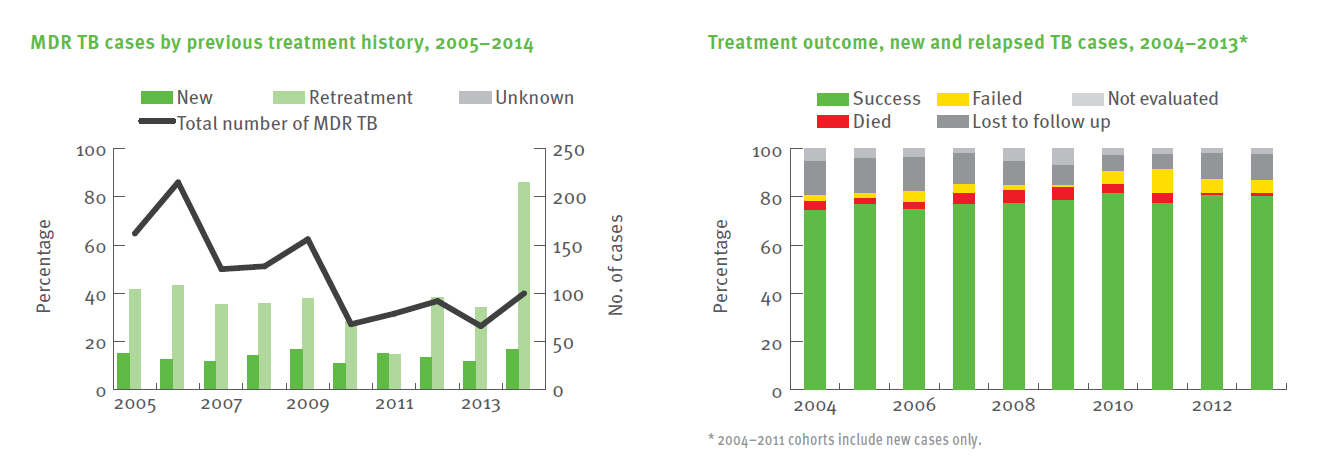 MDR TB cases by previous treatment history, 2005–2014
New Retreatment Unknown
Total number of MDR TB
100 250
80 200
60 150
40 100
20 50
0 0
Percentage
No. of cases
2005 2007 2009 2011 2013
Treatment outcome, new and relapsed TB cases, 2004–2013*
Success Failed Not evaluated
Died Lost to follow up
100
80
60
40
20
0
Percentage
2004 2006 2008 2010 2012
* 2004–2011 cohorts include new cases only.